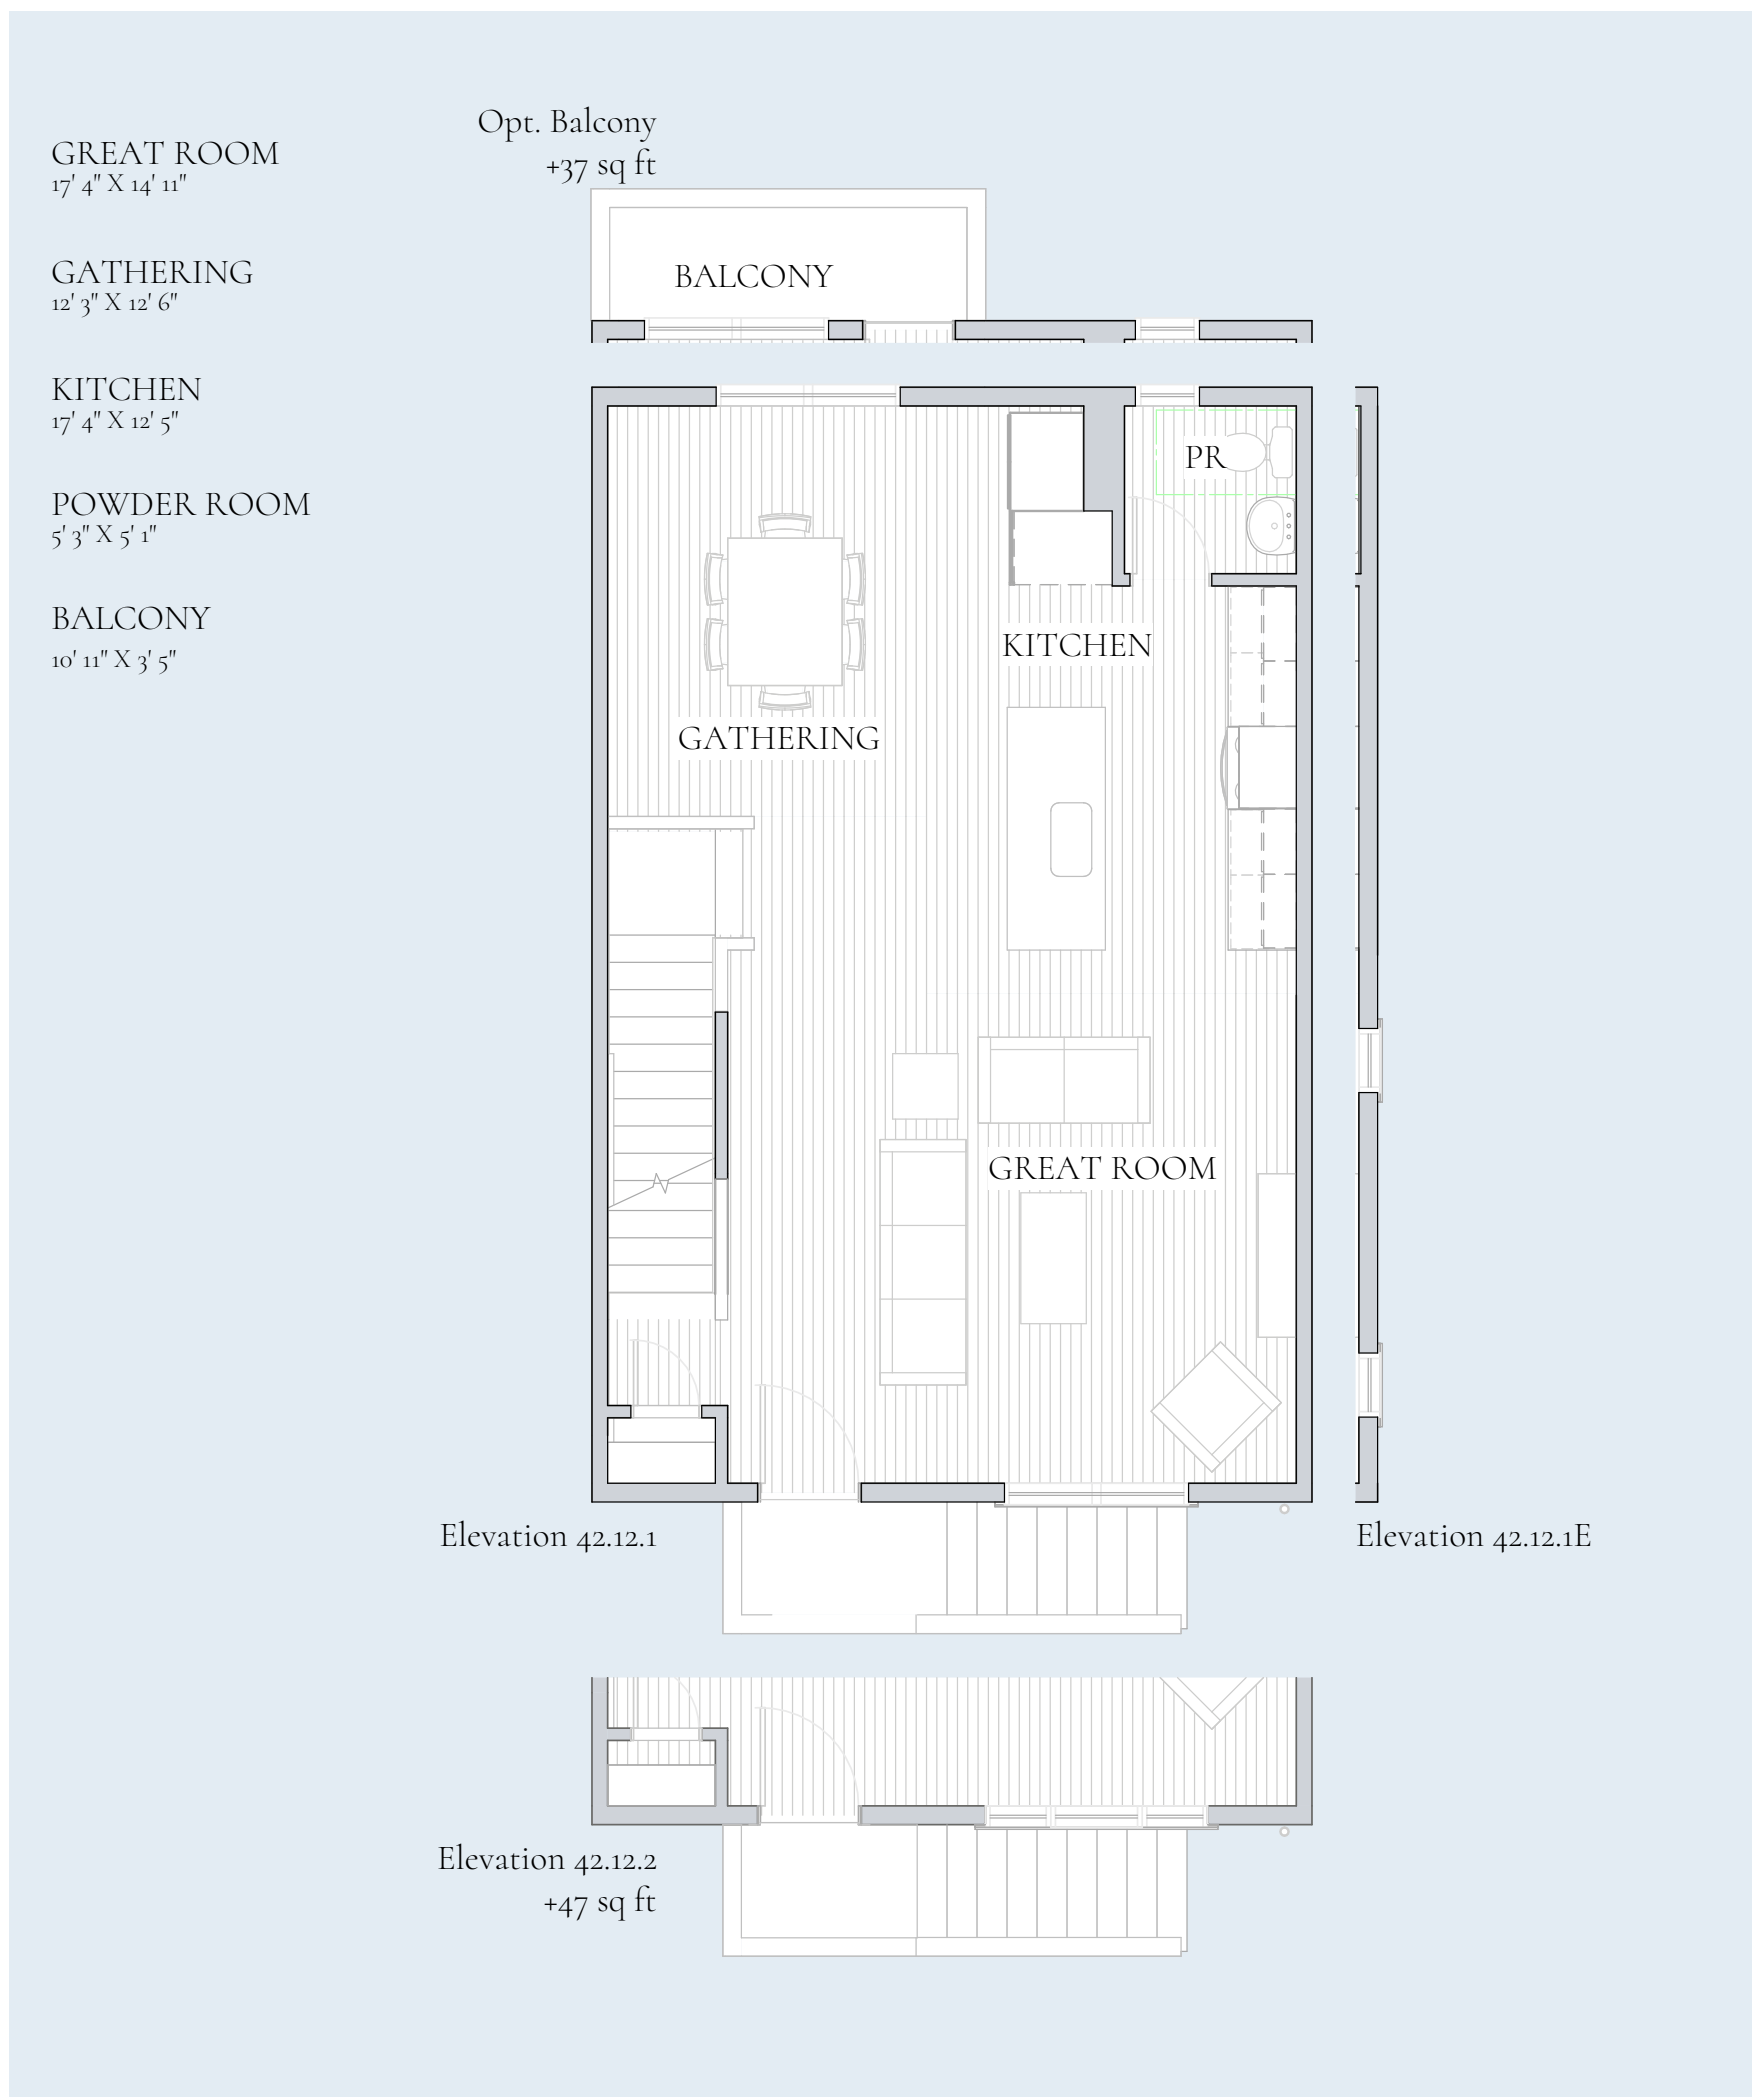 GREAT ROOM
17' 4" X 14' 11"
GATHERING
12' 3" X 12' 6"
KITCHEN
17' 4" X 12' 5"
POWDER ROOM
5' 3" X 5' 1"
BALCONY
10' 11" X 3' 5"
Opt. Balcony
+37 sq ft
BALCONY
PR
KITCHEN
GATHERING
GREAT ROOM
Elevation 42.12.1
Elevation 42.12.1E
Elevation 42.12.2
+47 sq ft